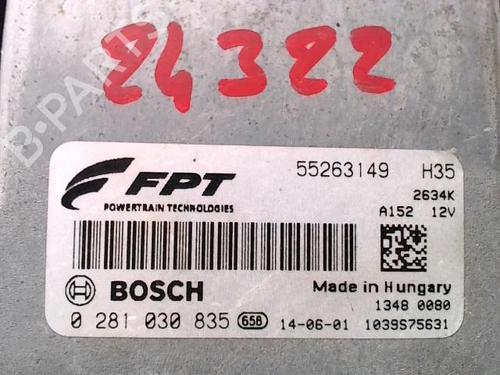 24322
FPT
POWERTRAIN TECHNOLOGIES
55263149 H35
2634K
A152 12V
BOSCH
Made in Hungary
1348 0080
0 281 030 835 658 14-06-01 1039S75631
B-PARTS